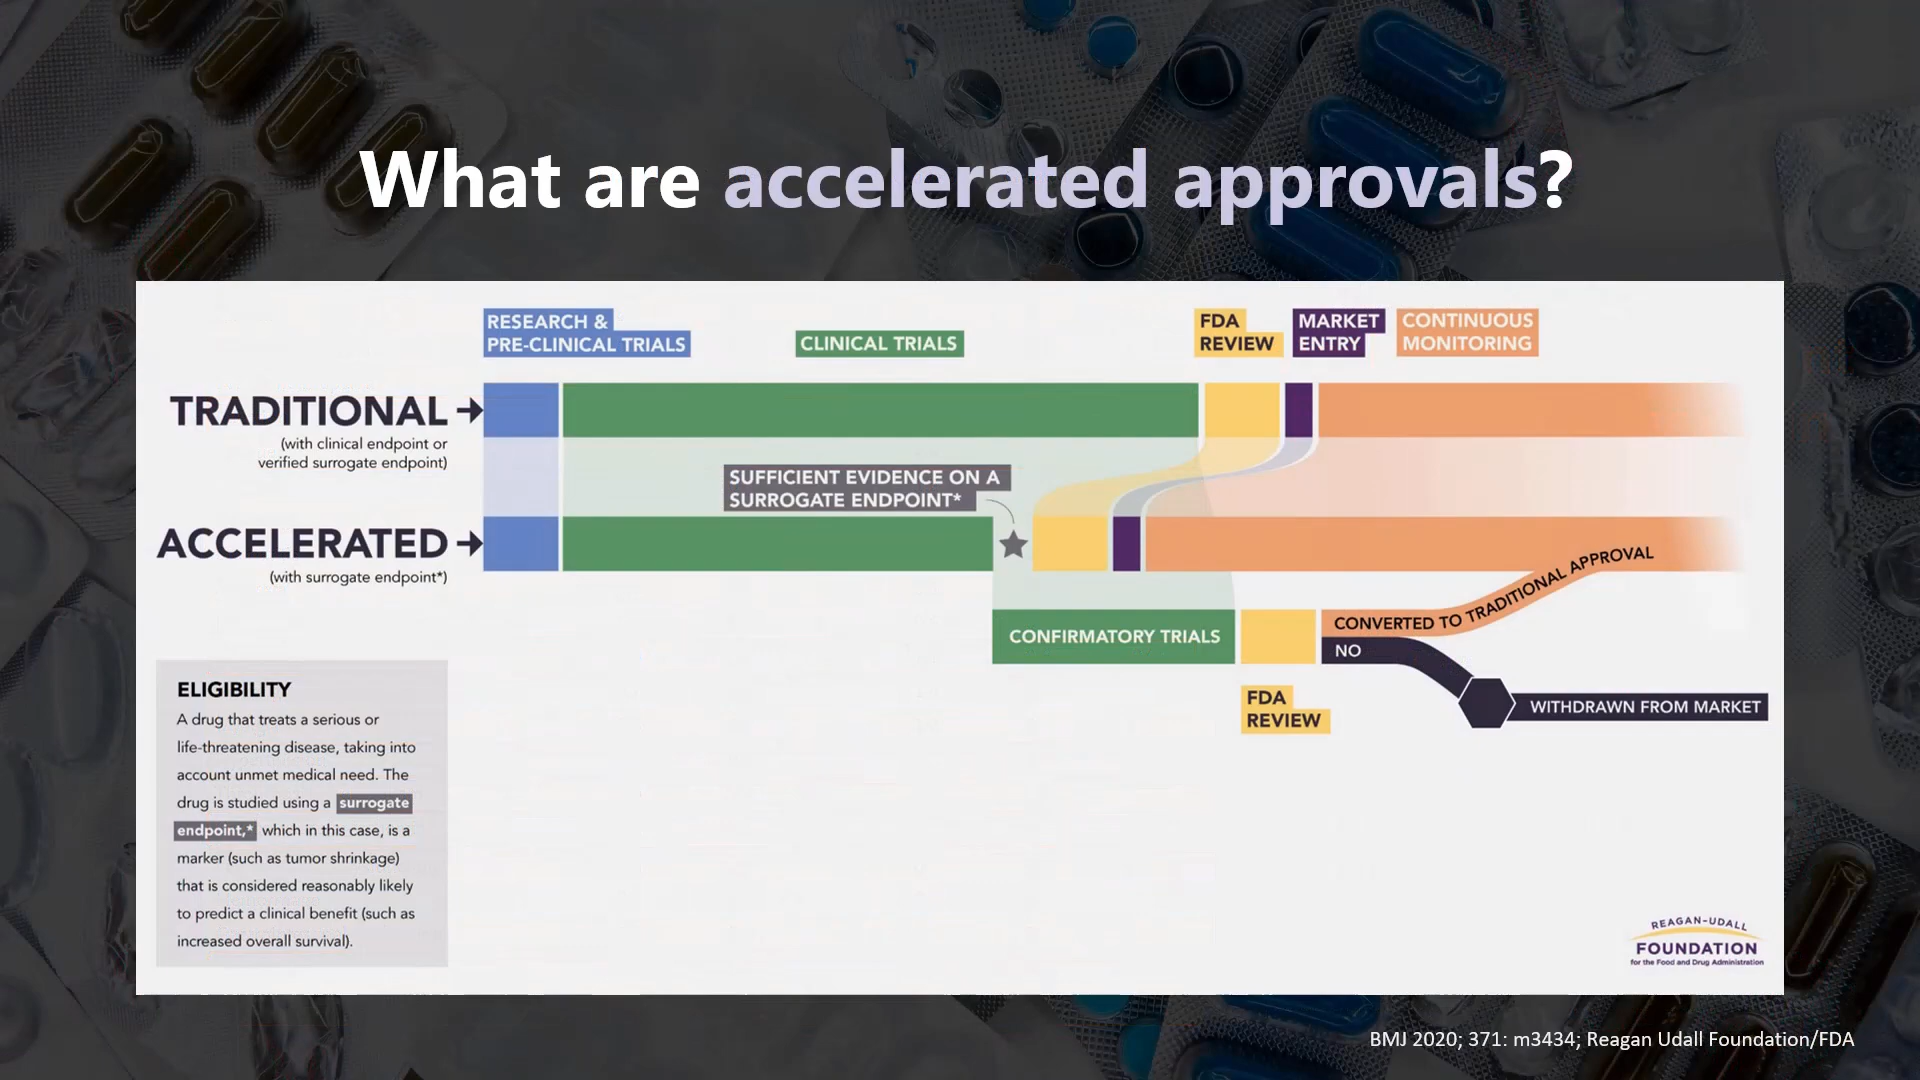 What are accelerated approvals?
RESEARCH &
PRE-CLINICAL TRIALS
CLINICAL TRIALS
FDA
REVIEW
MARKET
ENTRY
CONTINUOUS
MONITORING
TRADITIONAL
(with clinical endpoint or
verified surrogate endpoint)
SUFFICIENT EVIDENCE ON A
SURROGATE ENDPOINT*
ACCELERATED
(with surrogate endpoint*)
CONFIRMATORY TRIALS
CONVERTED TO TRADITIONAL APPROVAL
NO
FDA
REVIEW
WITHDRAWN FROM MARKET
ELIGIBILITY
A drug that treats a serious or
life-threatening disease, taking into
account unmet medical need. The
drug is studied using a surrogate
endpoint,* which in this case, is a
marker (such as tumor shrinkage)
that is considered reasonably likely
to predict a clinical benefit (such as
increased overall survival).
REAGAN-UDALL
FOUNDATION
for the Food and Drug Administration
BMJ 2020; 371: m3434; Reagan Udall Foundation/FDA